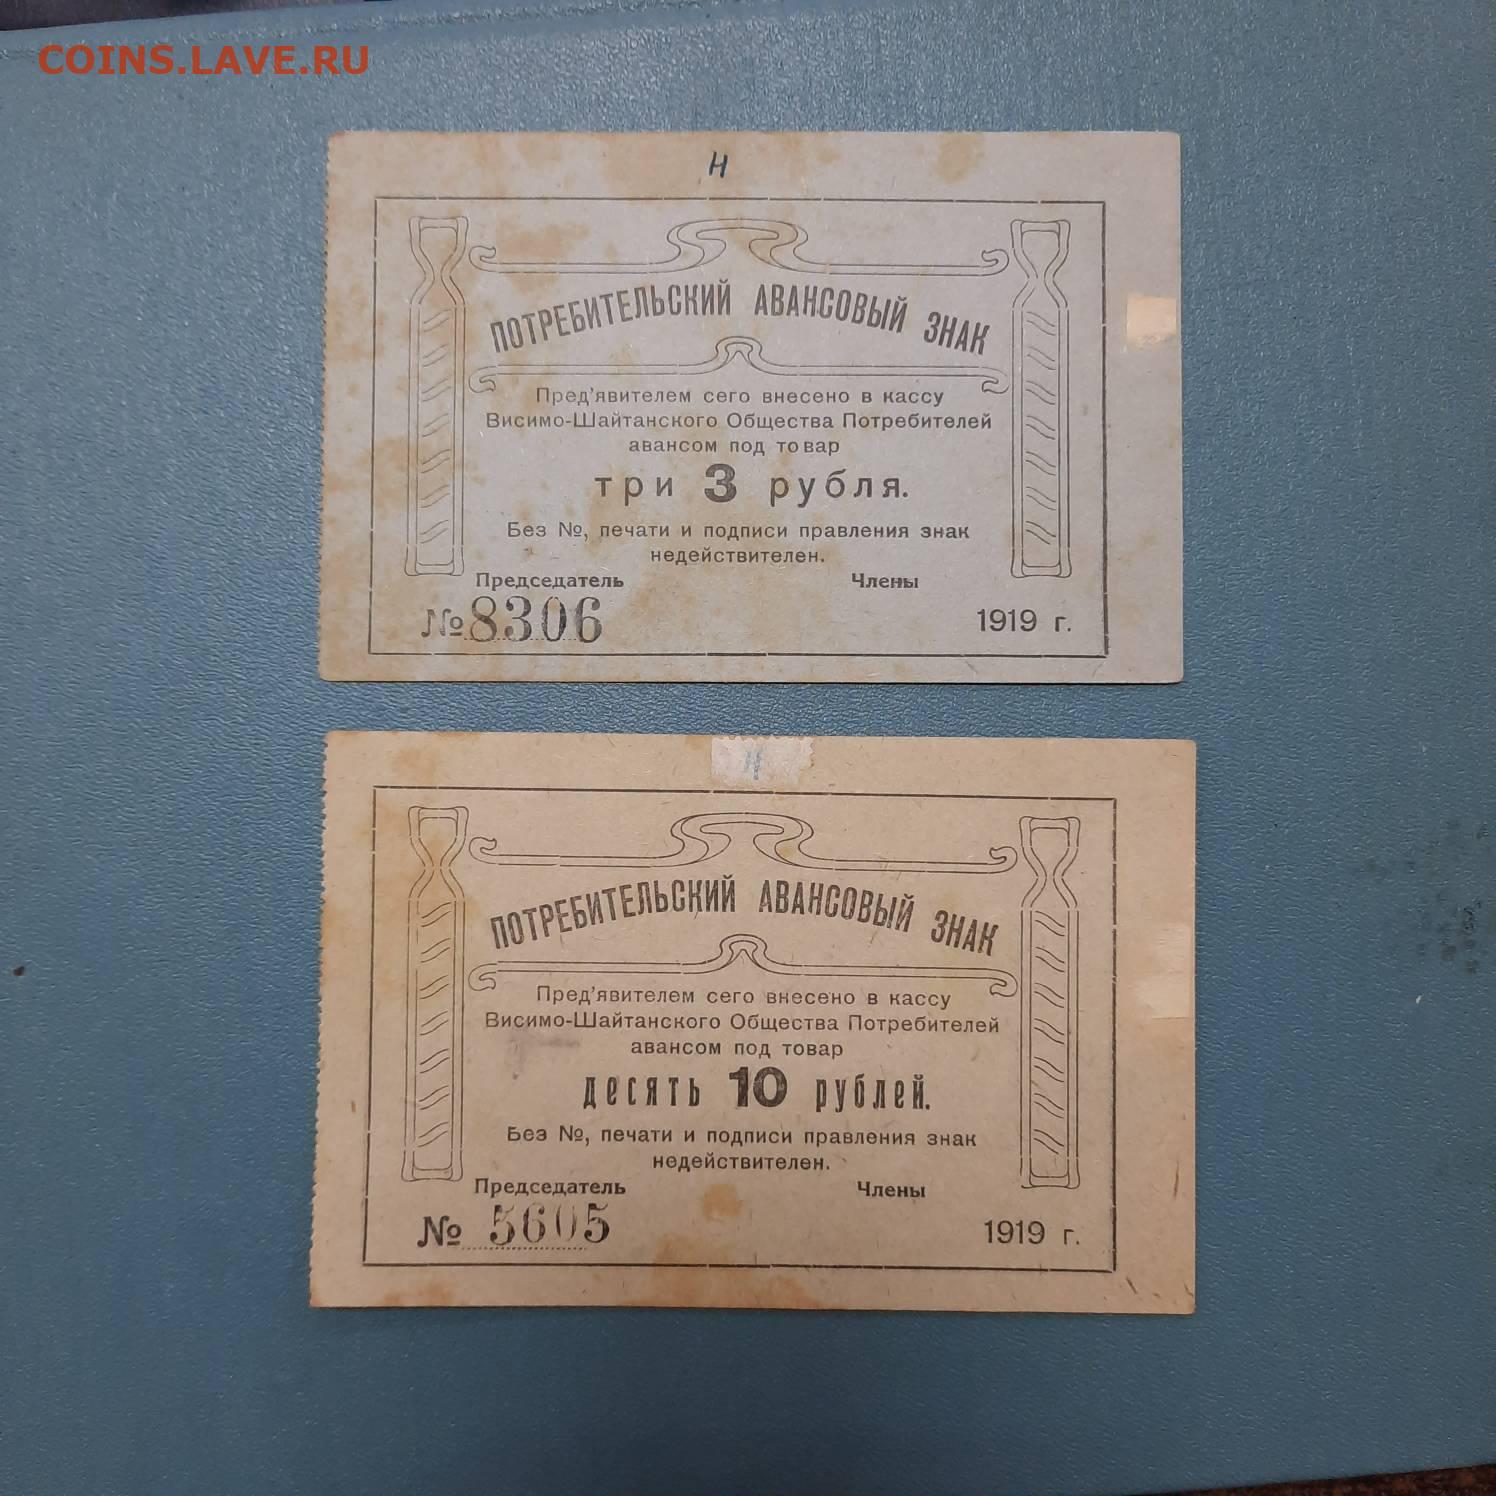 COINS.LAVE.RU
н
ПОТРЕБИТЕЛЬСКИЙ АВАНСОВЫЙ ЗНАК
Пред'явителем сего внесено в кассу
Висимо-Шайтанского Общества Потребителей
авансом под товар
три 3 рубля.
Без №, печати и подписи правления знак
недействителен.
Председатель Члены
№ 8306 1919 г.
н
ПОТРЕБИТЕЛЬСКИЙ АВАНСОВЫЙ ЗНАК
Пред'явителем сего внесено в кассу
Висимо-Шайтанского Общества Потребителей
авансом под товар
десять 10 рублей.
Без №, печати и подписи правления знак
недействителен.
Председатель Члены
№ 5605 1919 г.